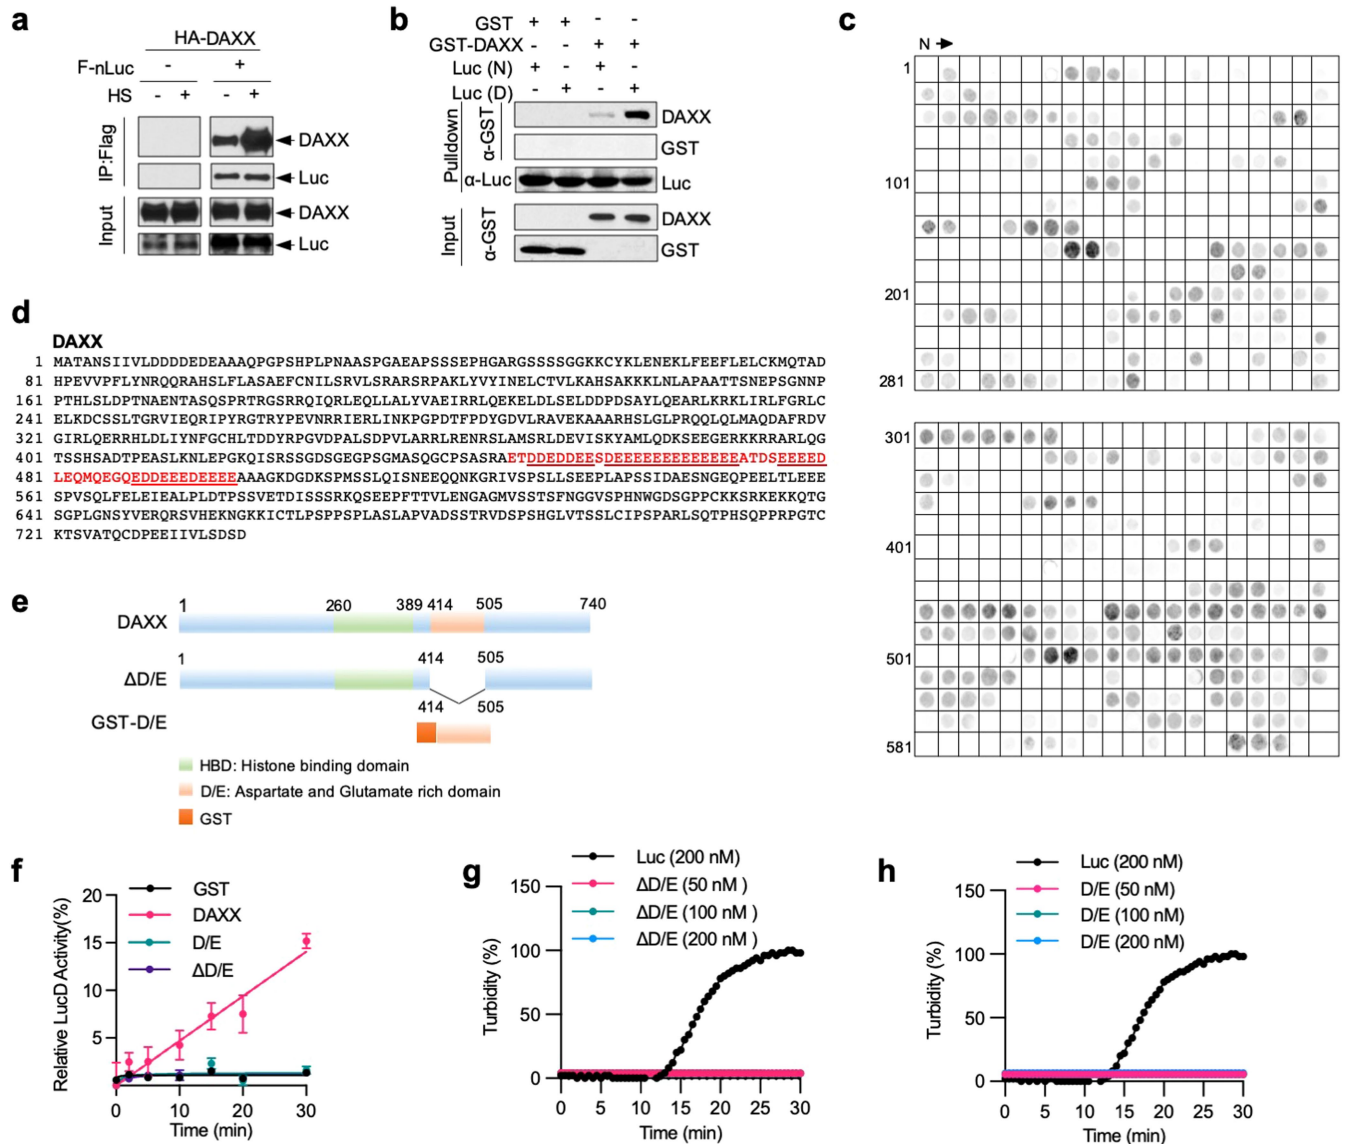 a
HA-DAXX
F-nLuc - +
HS - + - +
IP:Flag
DAXX
Luc
Input
DAXX
Luc
b
GST + + - -
GST-DAXX - - + +
Luc (N) + - + -
Luc (D) - + - +
Pulldown
α-GST
DAXX
GST
α-Luc
Luc
Input
α-GST
DAXX
GST
c
N
1
101
201
281
301
401
501
581
d
DAXX
1 MATANSIIVLDDDDEDEAAAQPGPSHPLPNAASPGAEAPSSSEPHGARGSSSSGGKKCYKLENEKLFEEFLELCKMQTAD
81 HPEVVPFLYNRQQRAHSLFLASAEFCNILSRVLSRARSRPAKLYVYINELCTVLKAHSAKKKLNLAPAATTSNEPSGNNP
161 PTHLSLDPTNAENTASQSPRTRGSRRQIQRLEQLLALYVAEIRRLQEKELDLSELDDPDSAYLQEARLKRKLIRLFGRLC
241 ELKDCSSLTGRVIEQRIPYRGTRYPEVNRRIERLINKPGPDTFPDYGDVLRAVEKAAARHSLGLPRQQLQLMAQDAFRDV
321 GIRLQERRHLDLIYNFGCHLTDDYRPGVDPALSDPVLARRLRENRSLAMSRLDEVISKYAMLQDKSEEGERKKRRARLQG
401 TSSHSADTPEASLKNLEPGKQISRSSGDSGEGPSGMASQGCPSASRAETDDEDDEESDEEEEEEEEEEEEEATDSEEEED
481 LEQMQEGQEDDEEEDEEEEAAAGKDGDKSPMSSLQISNEEQQNKGRIVSPSLLSEEPLAPSSIDAESNGEQPEELTLEEE
561 SPVSQLFELEIEALPLDTPSSVETDISSSRKQSEEPFTTVLENGAGMVSSTSFNGGVSPHNWGDSGPPCKKSRKEKKQTG
641 SGPLGNSYVERQRSVHEKNGKKICTLPSPPSPLASLAPVADSSTRVDSPSHGLVTSSLCIPSPARLSQTPHSQPPRPGTC
721 KTSVATQCDPEEIIVLSDSD
e
1 260 389 414 505 740
DAXX
1 414 505
ΔD/E
414 505
GST-D/E
HBD: Histone binding domain
D/E: Aspartate and Glutamate rich domain
GST
f
GST
DAXX
D/E
ΔD/E
Relative LucD Activity(%)
20
15
10
5
0 10 20 30
Time (min)
g
Luc (200 nM)
ΔD/E (50 nM )
ΔD/E (100 nM )
ΔD/E (200 nM )
Turbidity (%)
150
100
50
0
0 5 10 15 20 25 30
Time (min)
h
Luc (200 nM)
D/E (50 nM)
D/E (100 nM)
D/E (200 nM)
Turbidity (%)
150
100
50
0
0 5 10 15 20 25 30
Time (min)